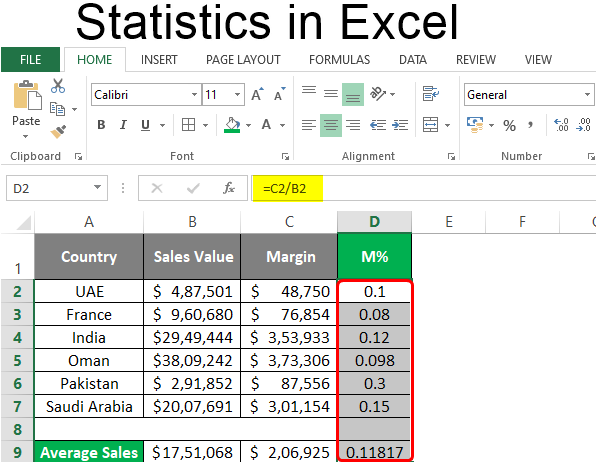 Statistics in Excel
FILE HOME INSERT PAGE LAYOUT FORMULAS DATA REVIEW VIEW
Calibri 11 A A General
Paste B I U A % ,
.0 .00 .00 .0
Clipboard Font Alignment Number
D2 fx =C2/B2
A B C D E F
1 Country Sales Value Margin M%
2 UAE $ 4,87,501 $ 48,750 0.1
3 France $ 9,60,680 $ 76,854 0.08
4 India $29,49,444 $ 3,53,933 0.12
5 Oman $38,09,242 $ 3,73,306 0.098
6 Pakistan $ 2,91,852 $ 87,556 0.3
7 Saudi Arabia $20,07,691 $ 3,01,154 0.15
8
9 Average Sales $17,51,068 $ 2,06,925 0.11817